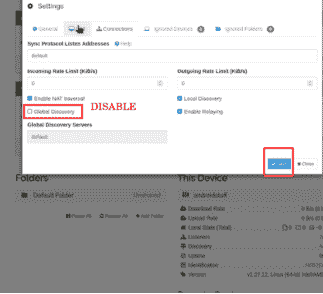 Settings
General
Connections
Ignored Devices 0
Ignored Folders 0
Sync Protocol Listen Addresses Help
default
Incoming Rate Limit (KiB/s) Outgoing Rate Limit (KiB/s)
0 0
Enable NAT traversal Local Discovery
Global Discovery DISABLE Enable Relaying
Global Discovery Servers
default
Save Close
Folders This Device
Default Folder Unshared
Pause All Rescan All Add Folder
Download Rate
Upload Rate
Local State (Total)
Listeners
Discovery
Uptime
Identification
Version